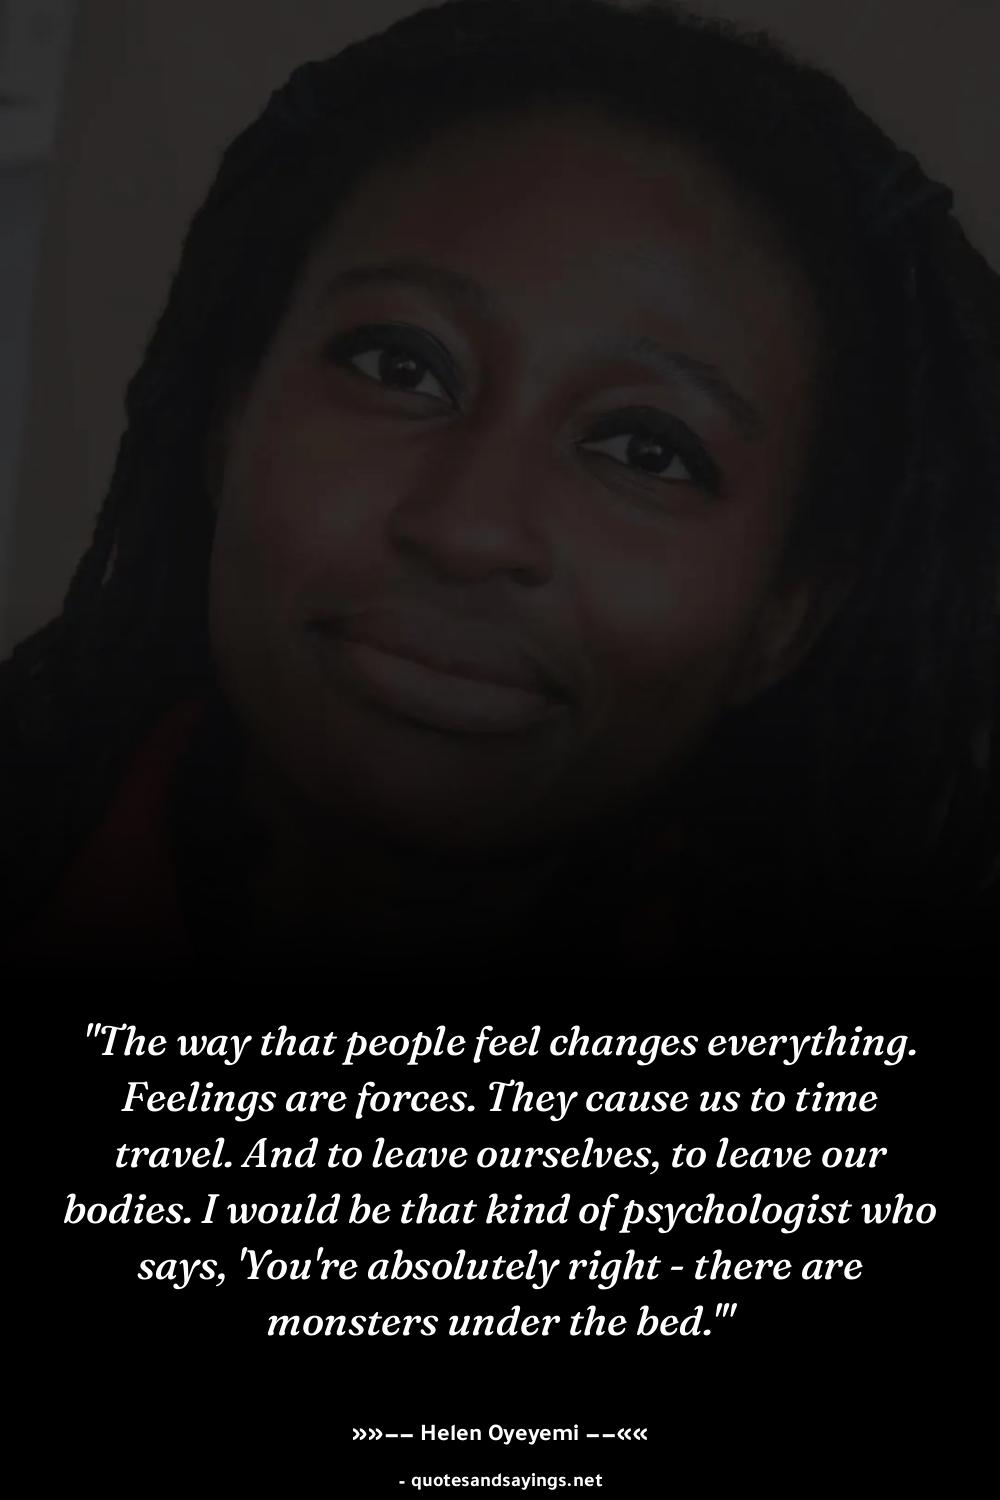 "The way that people feel changes everything.
Feelings are forces. They cause us to time
travel. And to leave ourselves, to leave our
bodies. I would be that kind of psychologist who
says, 'You're absolutely right - there are
monsters under the bed.'"
»»–– Helen Oyeyemi ––««
- quotesandsayings.net